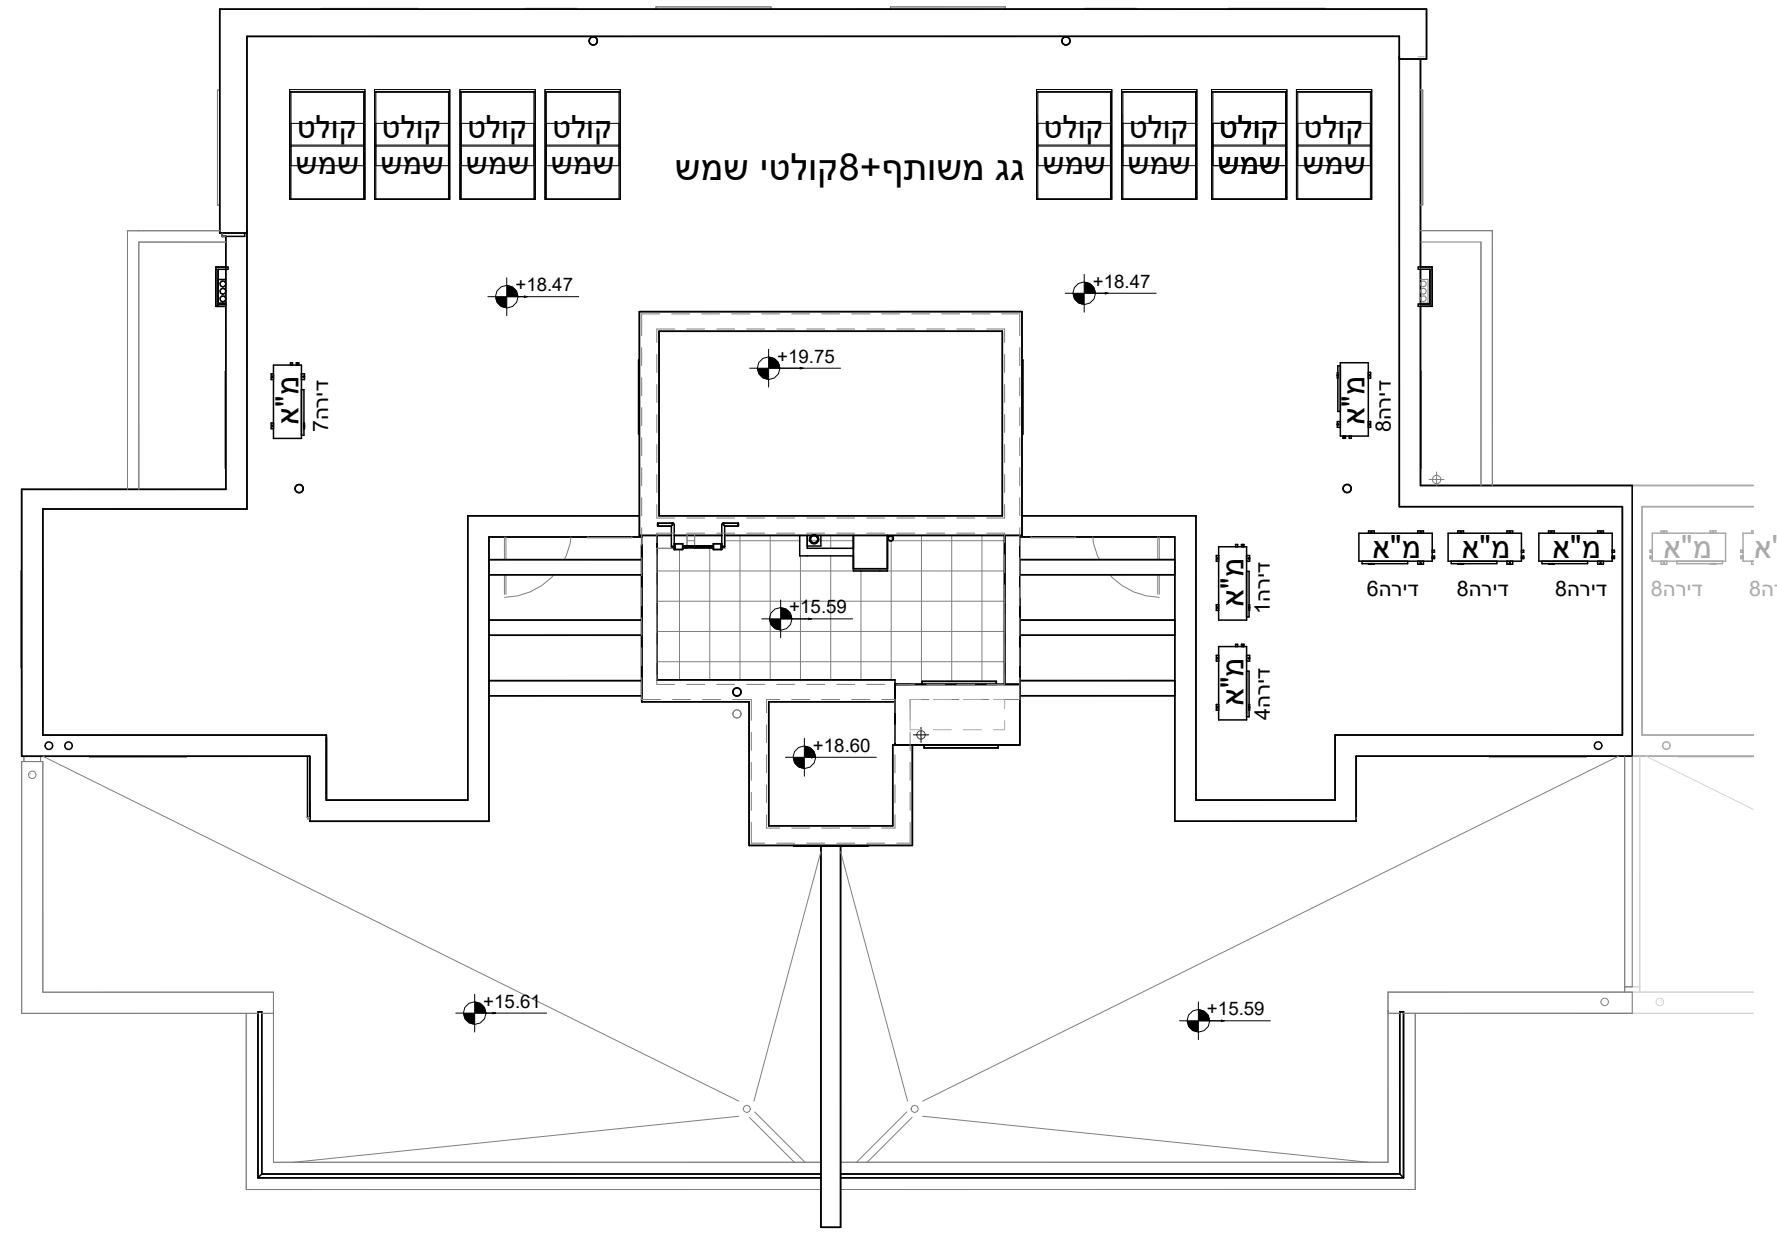 קולט שמש
קולט שמש
קולט שמש
קולט שמש
קולט שמש
קולט שמש
קולט שמש
קולט שמש
גג משותף+8קולטי שמש
+18.47
+18.47
+19.75
מ"א
דירה7
מ"א
דירה8
מ"א
דירה6
מ"א
דירה8
מ"א
דירה8
מ"א
דירה8
מ"א
דירה1
+15.59
מ"א
דירה4
+18.60
+15.61
+15.59